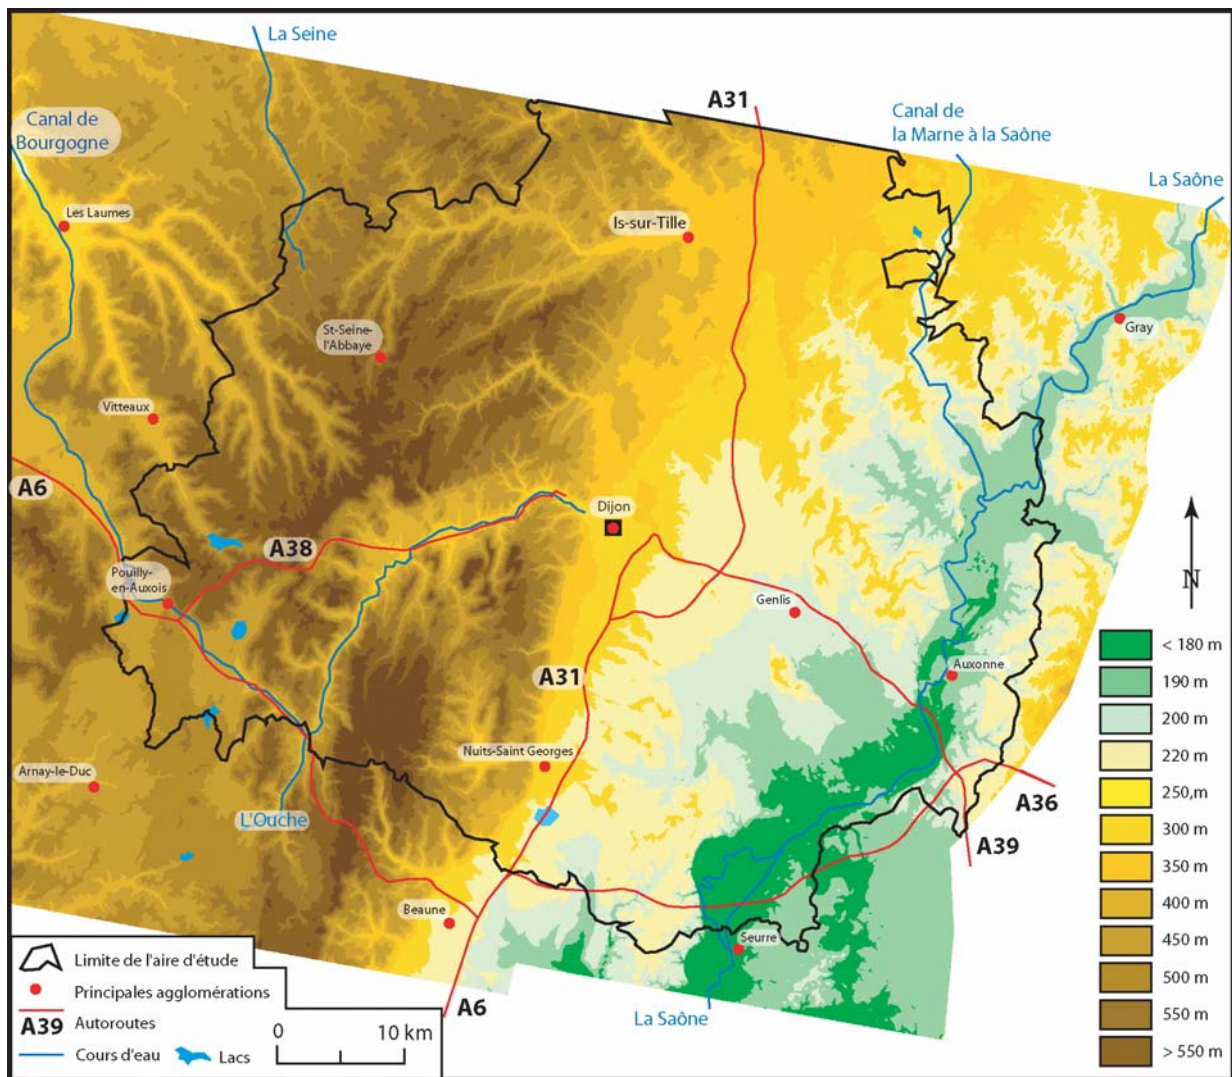 La Seine
A31
Canal de
la Marne à la Saône
Canal de
Bourgogne
La Saône
Les Laumes
Is-sur-Tille
St-Seine-
l'Abbaye
Gray
Vitteaux
A6
Dijon
A38
Pouilly-
en-Auxois
Genlis
N
A31
Auxonne
Nuits-Saint Georges
Arnay-le-Duc
L'Ouche
A36
A39
Beaune
Seurre
A6
La Saône
< 180 m
190 m
200 m
220 m
250,m
300 m
350 m
400 m
450 m
500 m
550 m
> 550 m
Limite de l'aire d'étude
Principales agglomérations
A39 Autoroutes
Cours d'eau Lacs
0 10 km